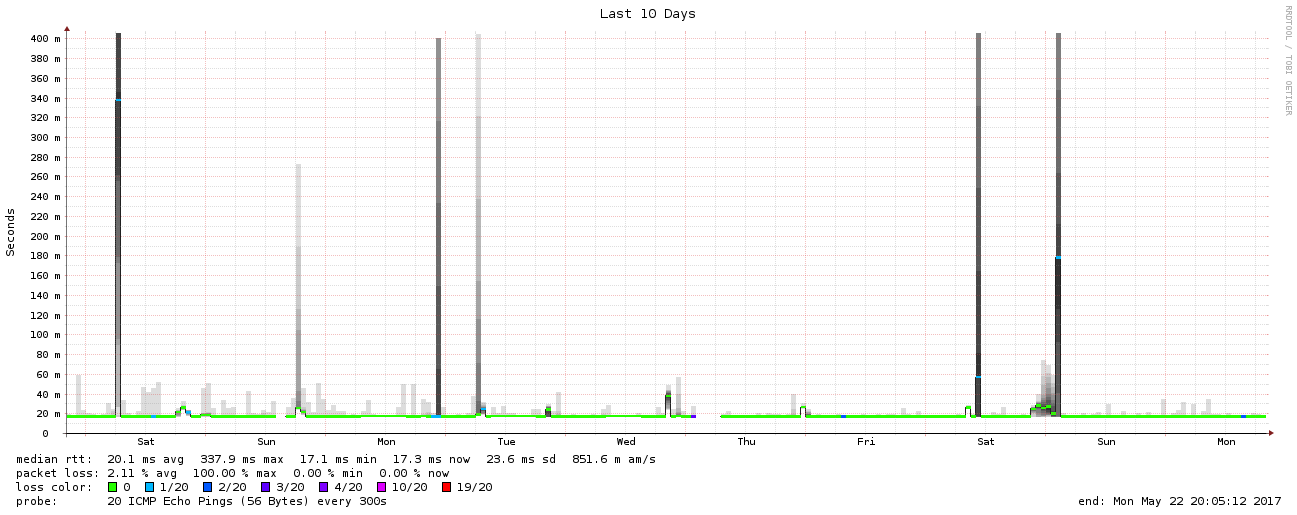 Last 10 Days
RRDTOOL / TOBI OETIKER
Seconds
400 m
380 m
360 m
340 m
320 m
300 m
280 m
260 m
240 m
220 m
200 m
180 m
160 m
140 m
120 m
100 m
80 m
60 m
40 m
20 m
0
Sat Sun Mon Tue Wed Thu Fri Sat Sun Mon
median rtt: 20.1 ms avg 337.9 ms max 17.1 ms min 17.3 ms now 23.6 ms sd 851.6 m am/s
packet loss: 2.11 % avg 100.00 % max 0.00 % min 0.00 % now
loss color: 0 1/20 2/20 3/20 4/20 10/20 19/20
probe: 20 ICMP Echo Pings (56 Bytes) every 300s end: Mon May 22 20:05:12 2017